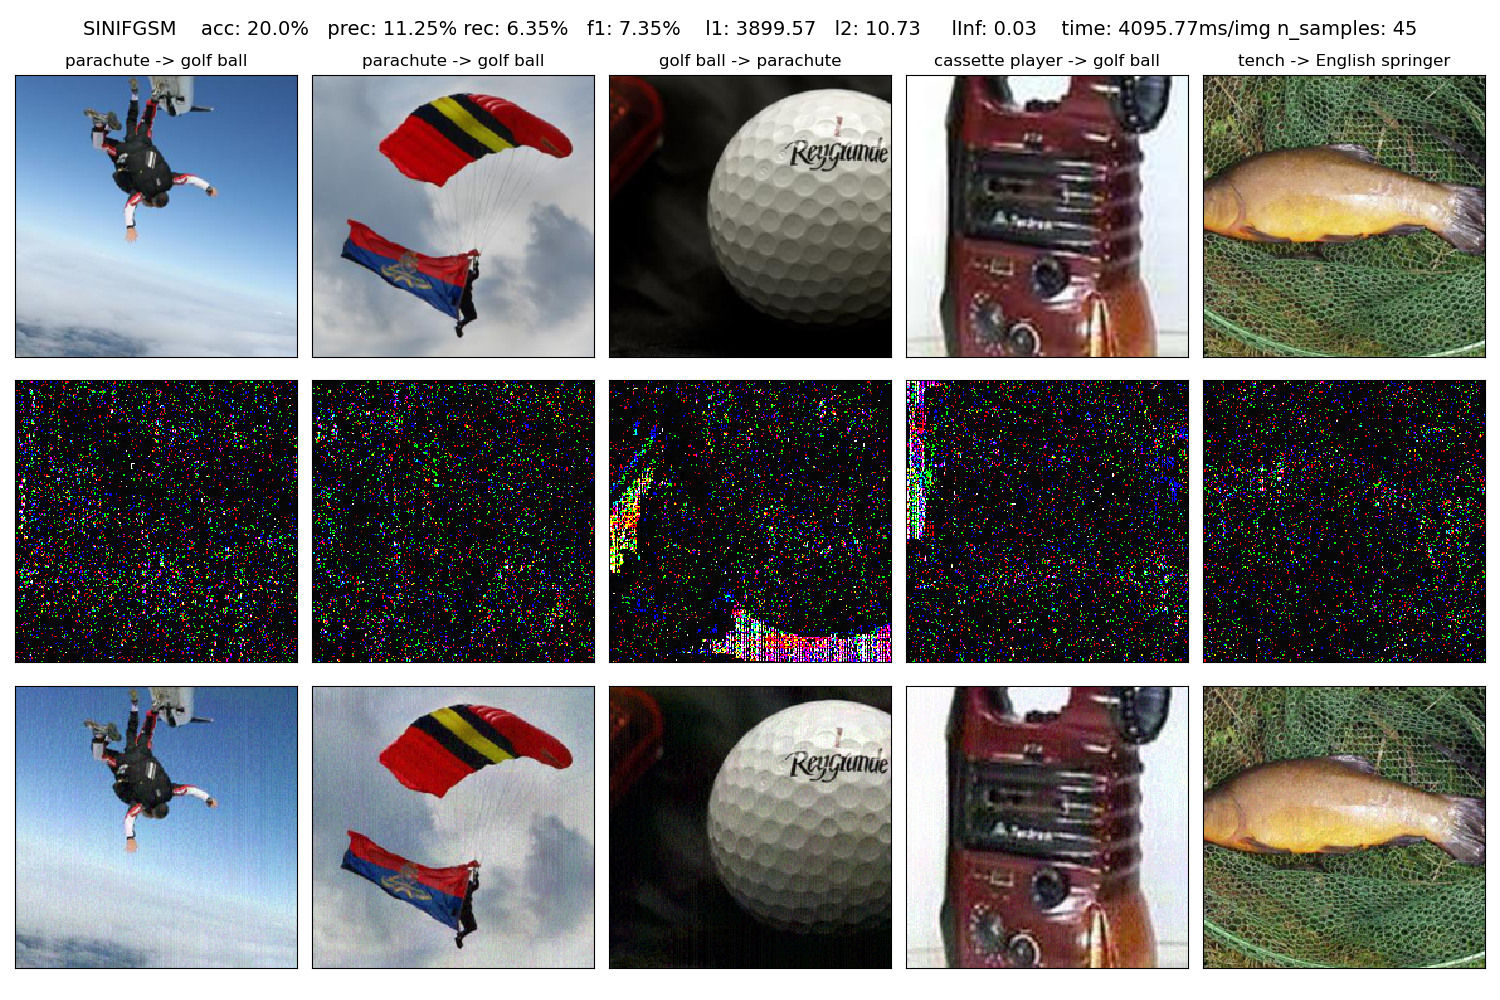 SINIFGSM acc: 20.0% prec: 11.25% rec: 6.35% f1: 7.35% l1: 3899.57 l2: 10.73 lInf: 0.03 time: 4095.77ms/img n_samples: 45
parachute -> golf ball
parachute -> golf ball
golf ball -> parachute
cassette player -> golf ball
tench -> English springer
ReyGrande
ReyGrande